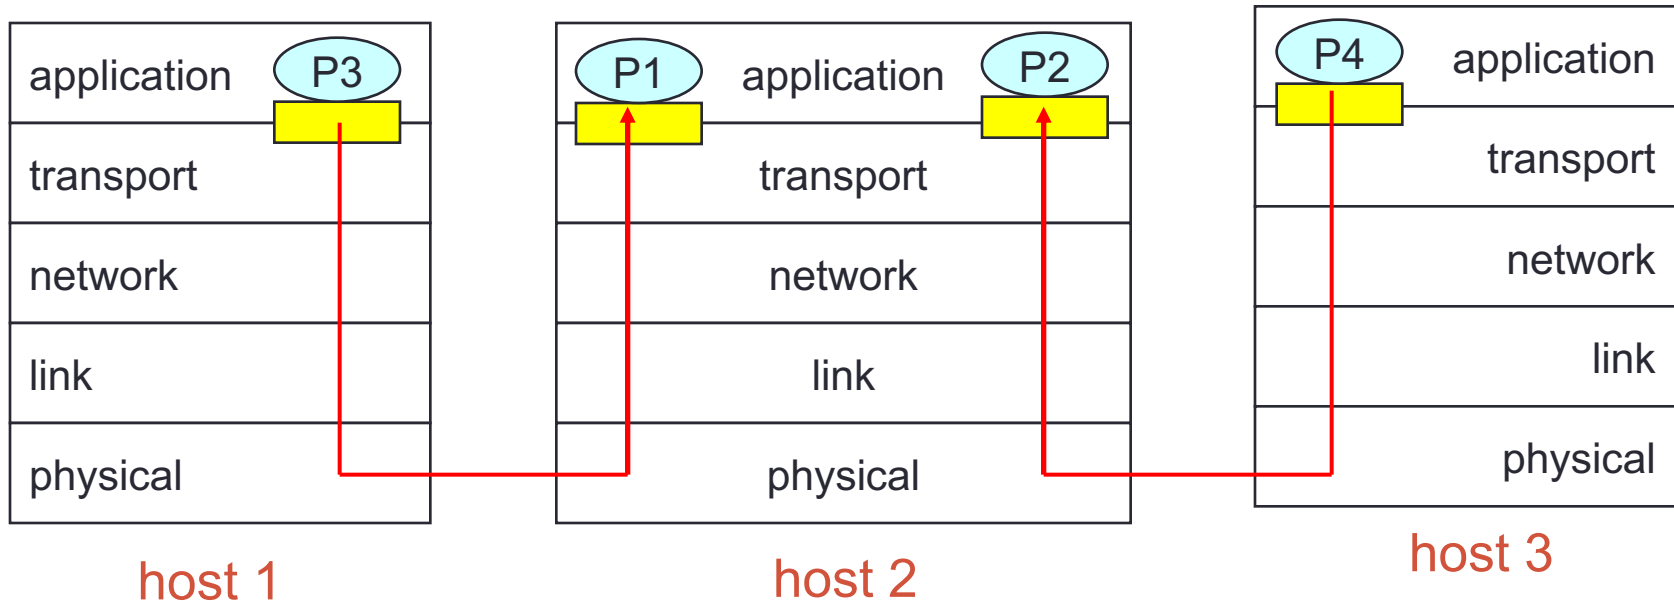 application P3
transport
network
link
physical
host 1
P1 application P2
transport
network
link
physical
host 2
P4 application
transport
network
link
physical
host 3